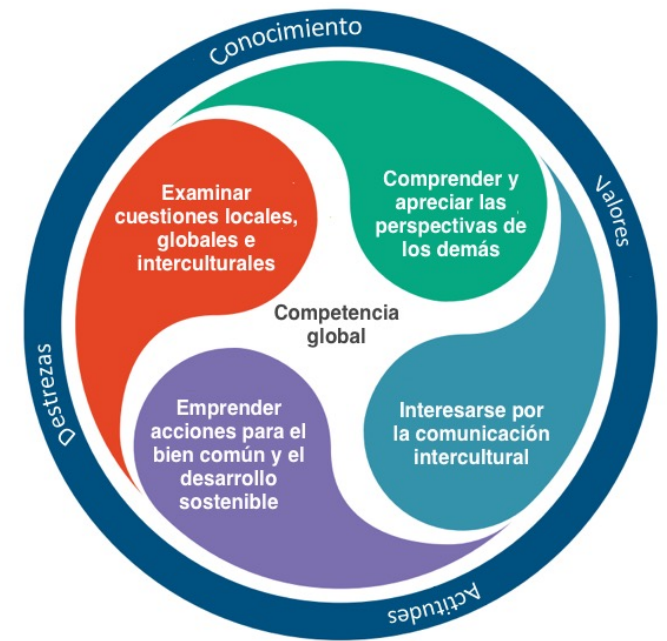 Conocimiento
Valores
Actitudes
Destrezas
Examinar
cuestiones locales,
globales e
interculturales
Comprender y
apreciar las
perspectivas de
los demás
Competencia
global
Emprender
acciones para el
bien común y el
desarrollo
sostenible
Interesarse por
la comunicación
intercultural